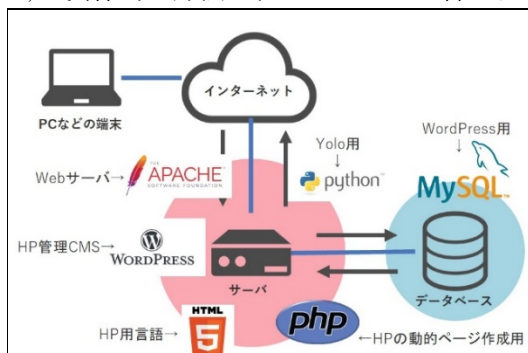 インターネット
PCなどの端末
Yolo用
↓
WordPress用
↓
Webサーバ→
THE
APACHE
SOFTWARE FOUNDATION
python™
MySQL™
HP管理CMS→
WORDPRESS
サーバ
データベース
HTML
5
HP用言語→
php
←HPの動的ページ作成用